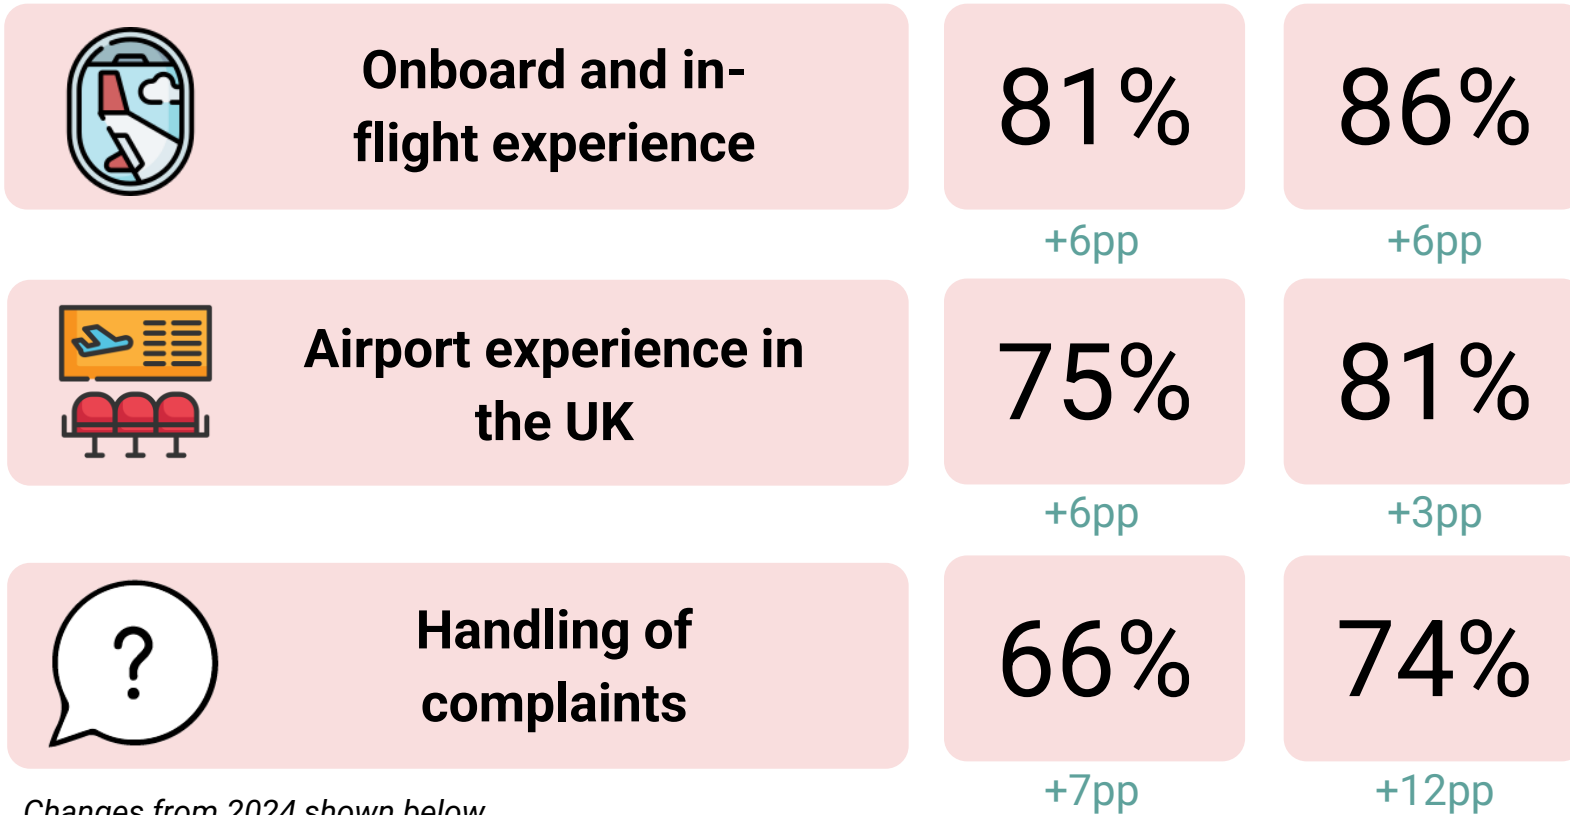 Onboard and in-
flight experience
81%
86%
+6pp
+6pp
Airport experience in
the UK
75%
81%
+6pp
+3pp
?
Handling of
complaints
66%
74%
+7pp
+12pp
Changes from 2024 shown below